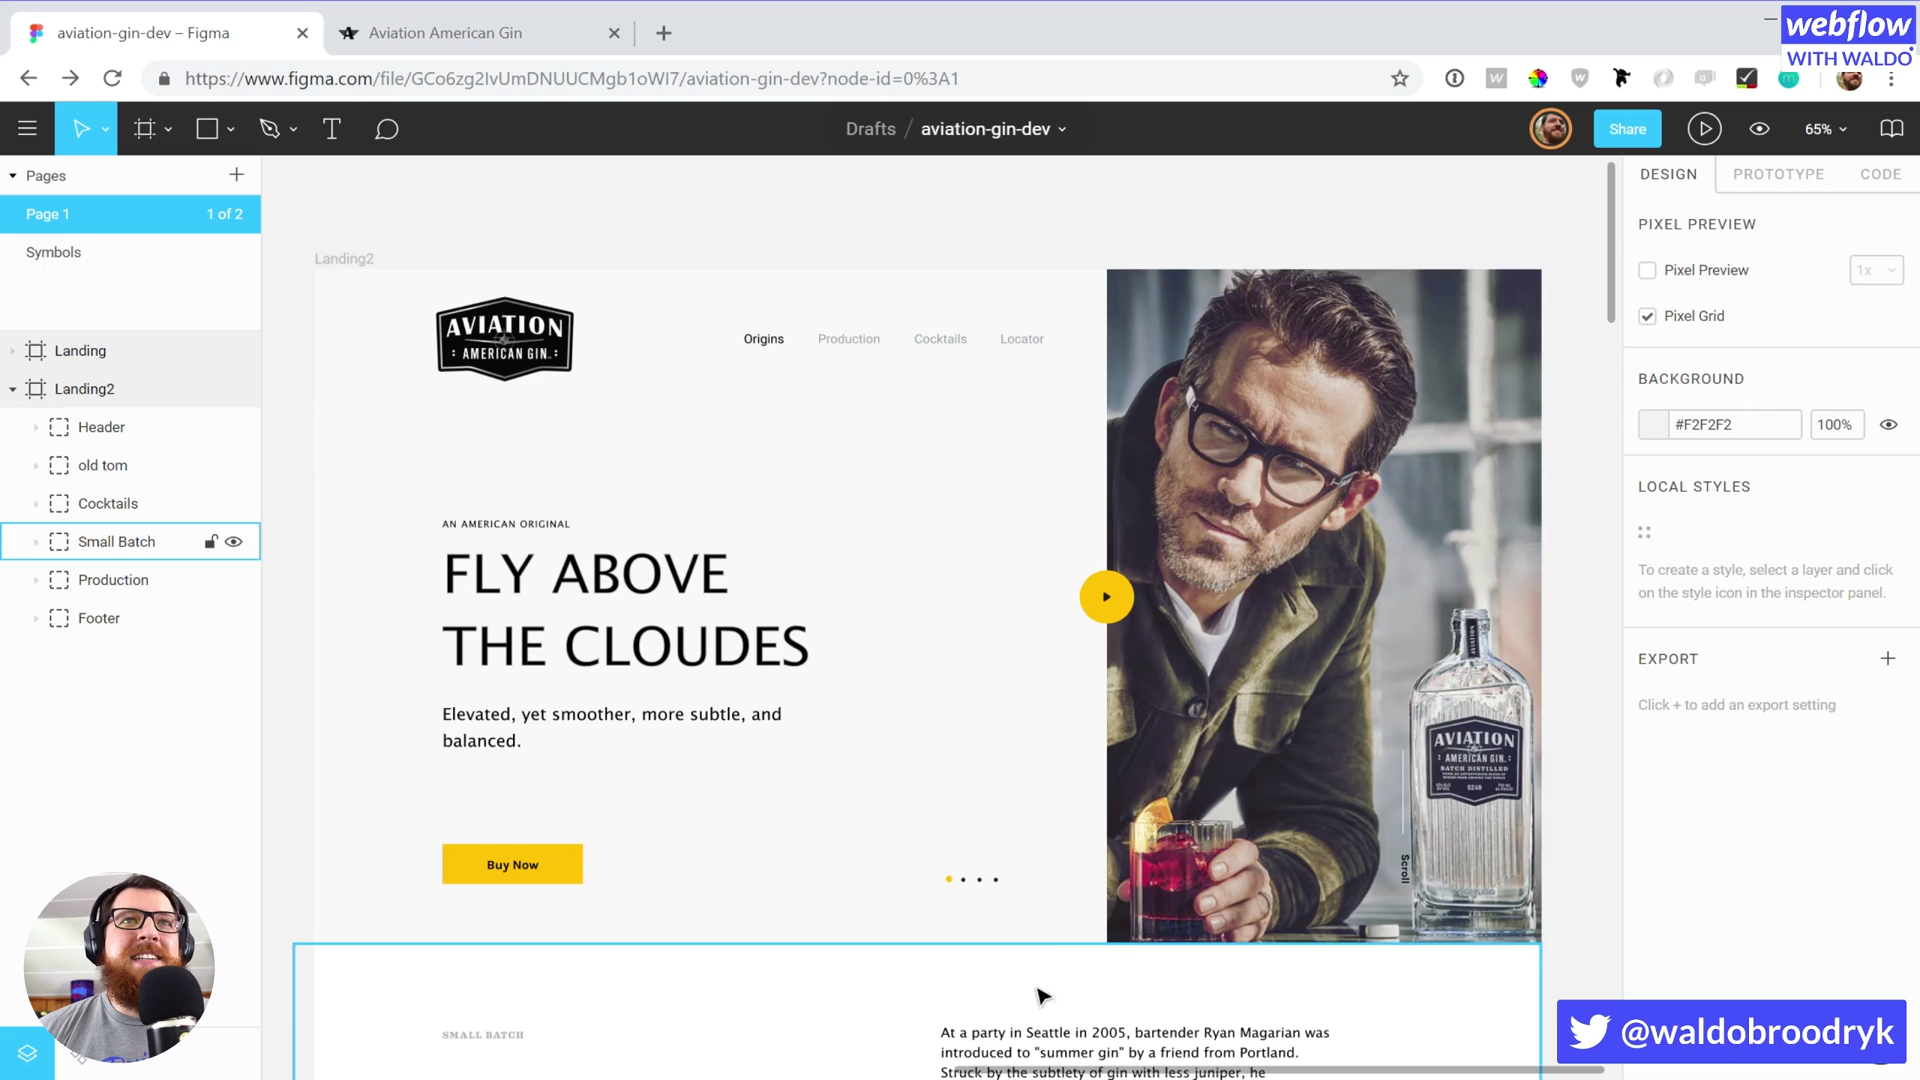 aviation-gin-dev – Figma
Aviation American Gin
webflow
WITH WALDO
https://www.figma.com/file/GCo6zg2IvUmDNUUCMgb1oWI7/aviation-gin-dev?node-id=0%3A1
Drafts / aviation-gin-dev
Share
65%
Pages
Page 1
1 of 2
Symbols
Landing
Landing2
Header
old tom
Cocktails
Small Batch
Production
Footer
Landing2
AVIATION
AMERICAN GIN
Origins
Production
Cocktails
Locator
AN AMERICAN ORIGINAL
FLY ABOVE
THE CLOUDES
Elevated, yet smoother, more subtle, and
balanced.
Buy Now
AVIATION
AMERICAN GIN
BATCH DISTILLED
0248
Scroll
SMALL BATCH
At a party in Seattle in 2005, bartender Ryan Magarian was
introduced to "summer gin" by a friend from Portland.
Struck by the subtlety of gin with less juniper, he
DESIGN
PROTOTYPE
CODE
PIXEL PREVIEW
Pixel Preview
1x
Pixel Grid
BACKGROUND
#F2F2F2
100%
LOCAL STYLES
To create a style, select a layer and click
on the style icon in the inspector panel.
EXPORT
Click + to add an export setting
@waldobroodryk